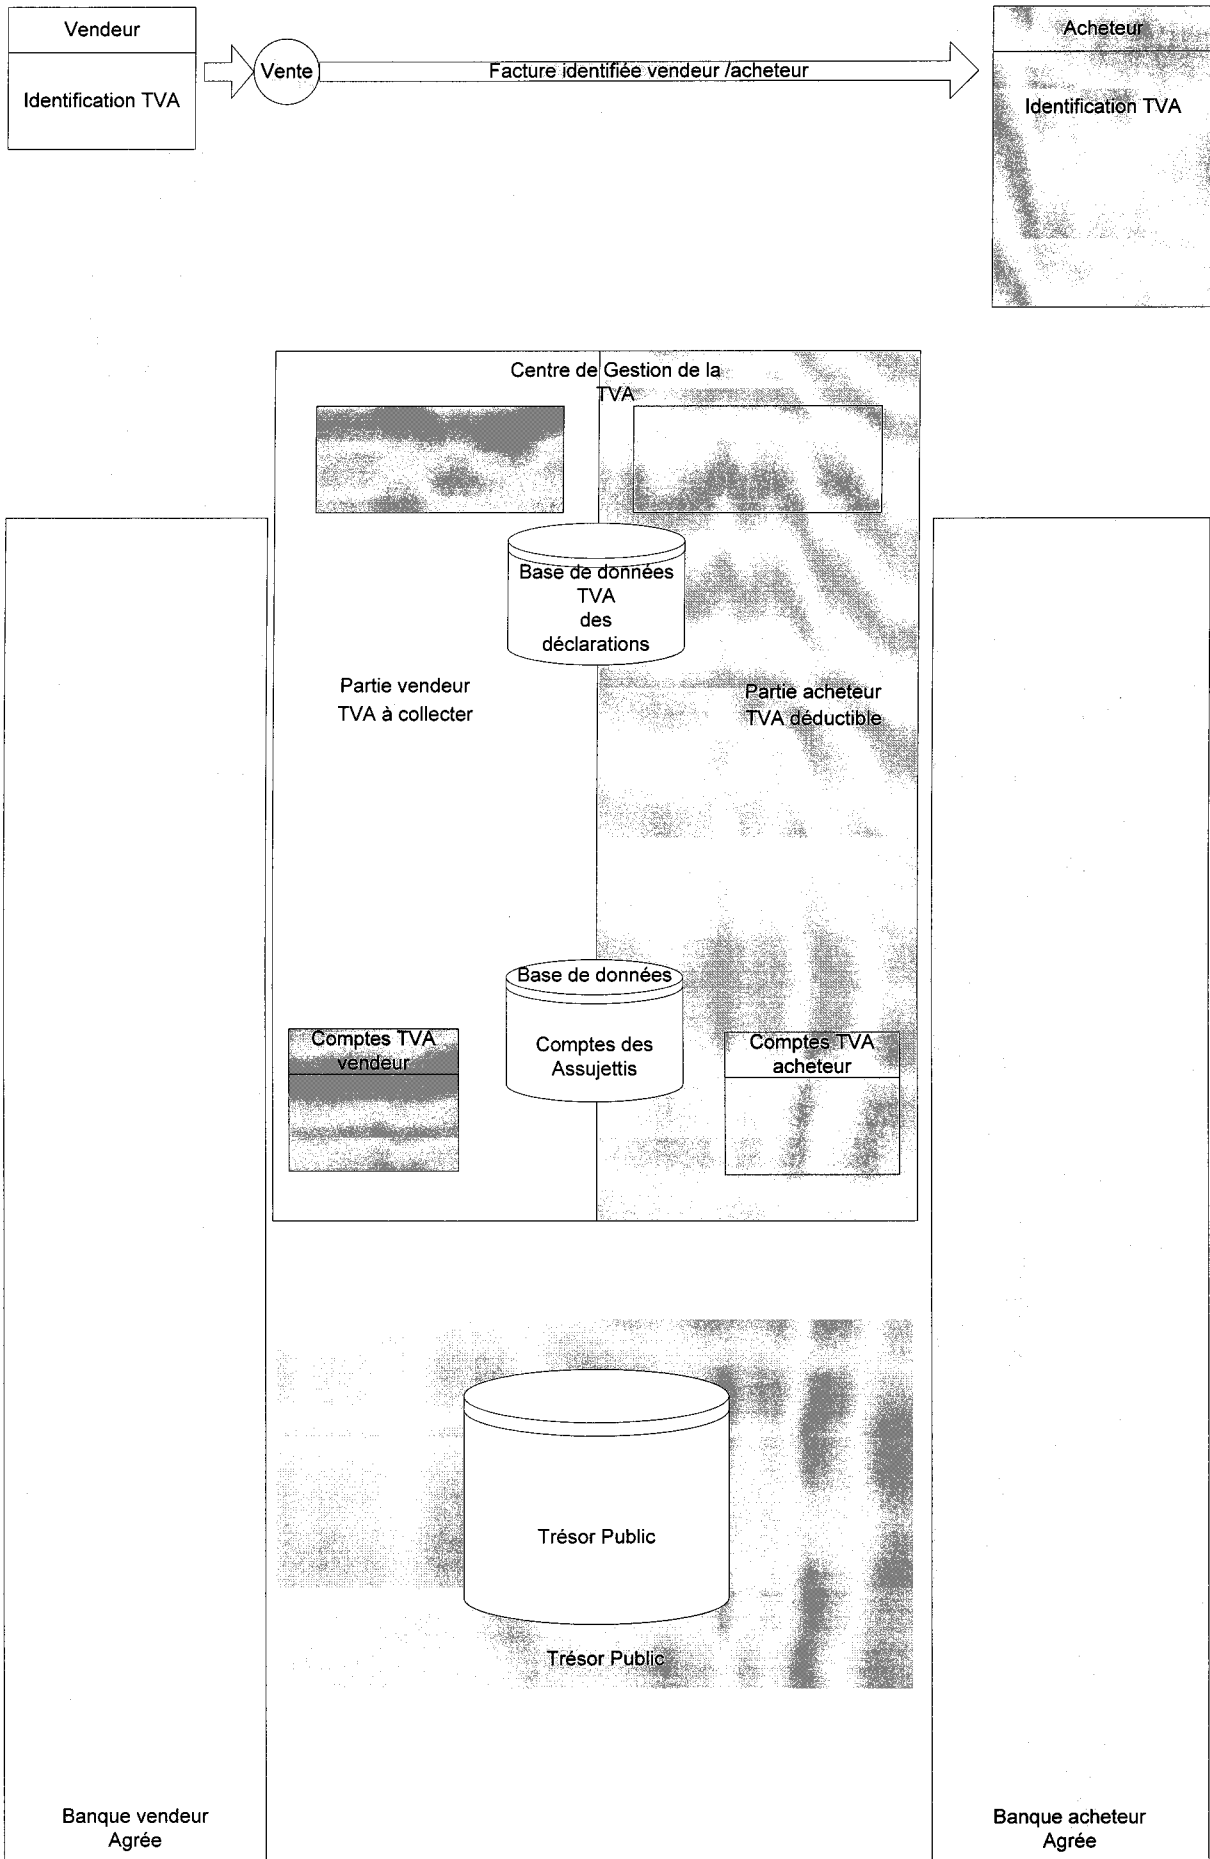 Vendeur
Identification TVA
Vente
Facture identifiée vendeur /acheteur
Acheteur
Identification TVA
Centre de Gestion de la
TVA
Base de données
TVA
des
déclarations
Partie vendeur
TVA à collecter
Partie acheteur
TVA déductible
Base de données
Comptes des
Assujettis
Comptes TVA
vendeur
Comptes TVA
acheteur
Trésor Public
Trésor Public
Banque vendeur
Agrée
Banque acheteur
Agrée